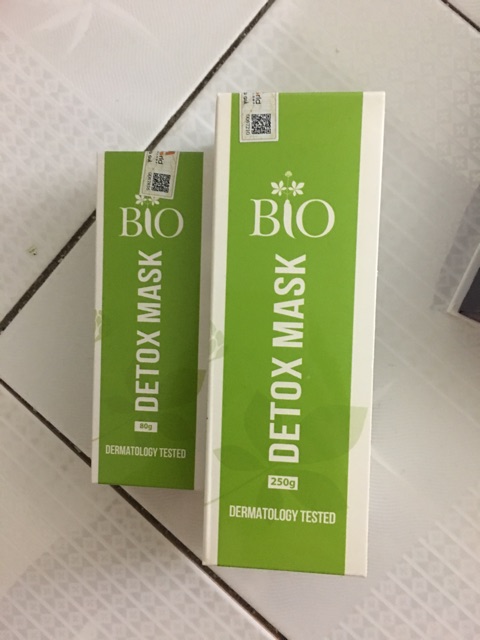 BIO
DETOX MASK
80g
DERMATOLOGY TESTED
BIO
DETOX MASK
250g
DERMATOLOGY TESTED